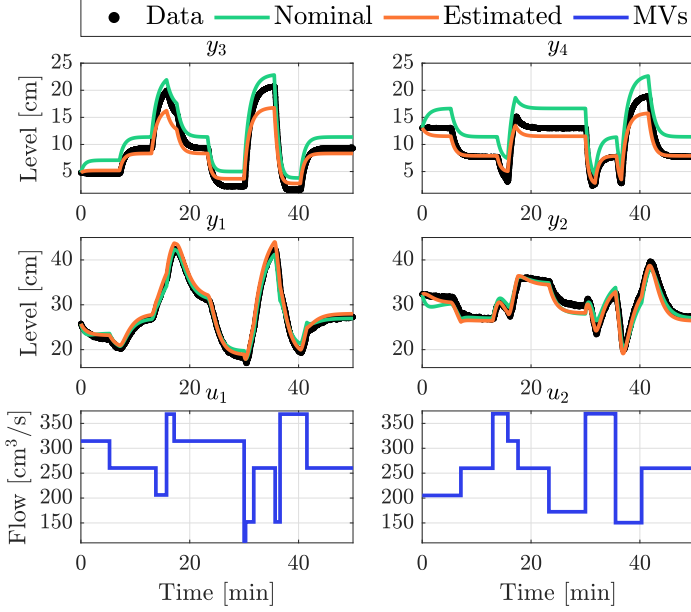 Data Nominal Estimated MVs
y3 y4
Level [cm]
25 20 15 10 5
0 20 40
25 20 15 10 5
0 20 40
y1 y2
Level [cm]
40 30 20
0 20 40
40 30 20
0 20 40
u1 u2
Flow [cm³/s]
350 300 250 200 150
0 20 40
350 300 250 200 150
0 20 40
Time [min] Time [min]